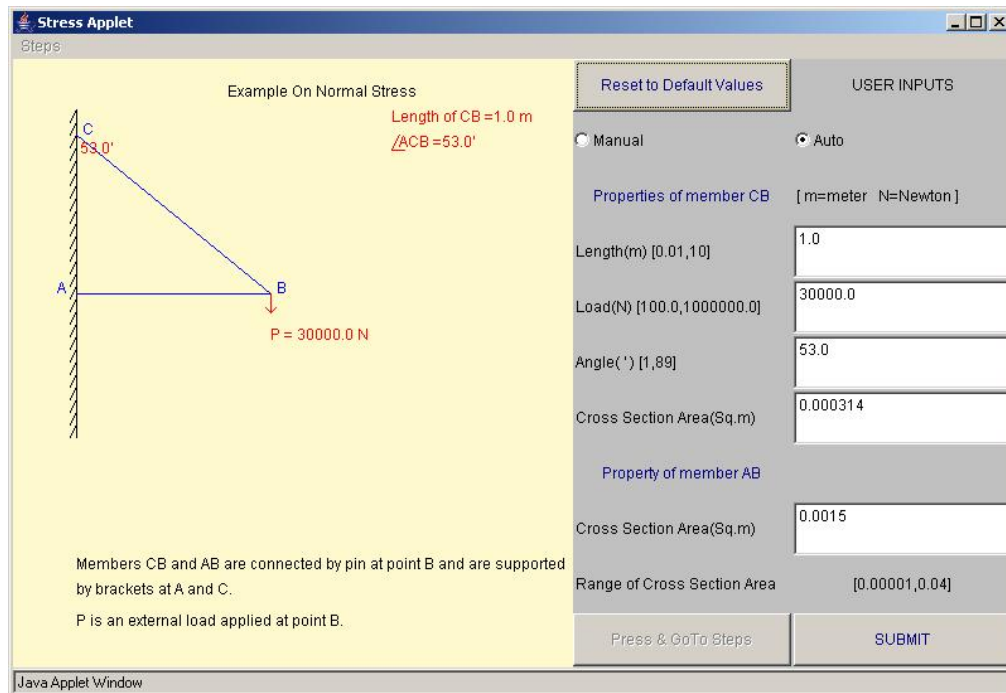 Stress Applet
Steps
Example On Normal Stress
Length of CB =1.0 m
∠ACB =53.0'
C
53.0'
A
B
P = 30000.0 N
Members CB and AB are connected by pin at point B and are supported
by brackets at A and C.
P is an external load applied at point B.
Reset to Default Values USER INPUTS
Manual Auto
Properties of member CB [ m=meter N=Newton ]
Length(m) [0.01,10] 1.0
Load(N) [100.0,1000000.0] 30000.0
Angle( ' ) [1,89] 53.0
Cross Section Area(Sq.m) 0.000314
Property of member AB
Cross Section Area(Sq.m) 0.0015
Range of Cross Section Area [0.00001,0.04]
Press & GoTo Steps SUBMIT
Java Applet Window